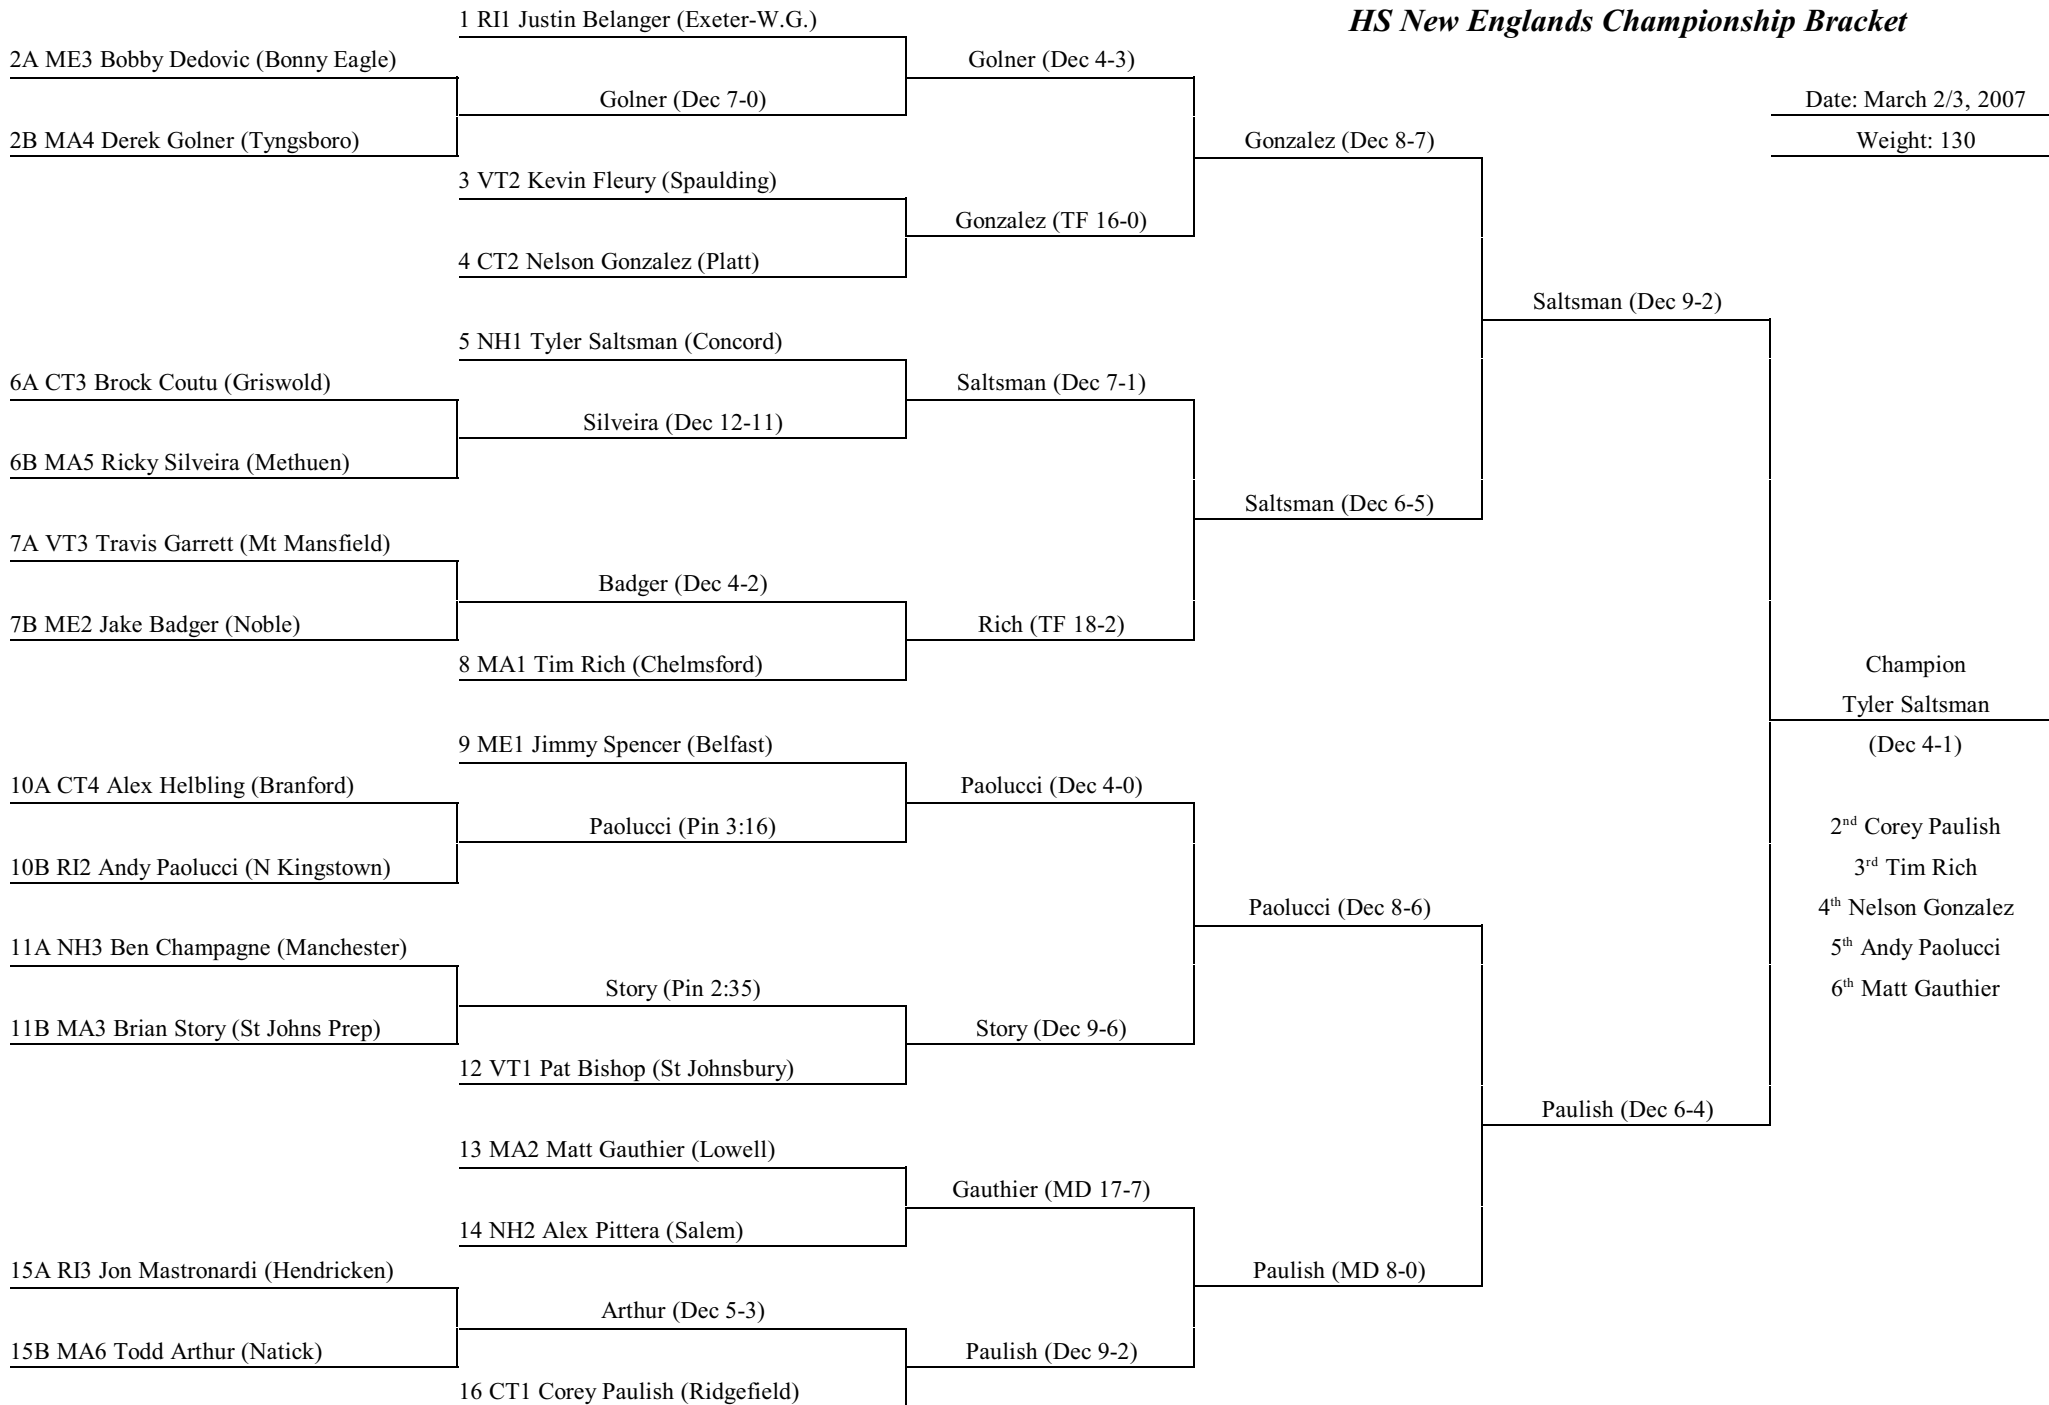 HS New Englands Championship Bracket
Date: March 2/3, 2007
Weight: 130
1 RI1 Justin Belanger (Exeter-W.G.)
2A ME3 Bobby Dedovic (Bonny Eagle)
Golner (Dec 4-3)
Golner (Dec 7-0)
2B MA4 Derek Golner (Tyngsboro)
Gonzalez (Dec 8-7)
3 VT2 Kevin Fleury (Spaulding)
Gonzalez (TF 16-0)
4 CT2 Nelson Gonzalez (Platt)
Saltsman (Dec 9-2)
5 NH1 Tyler Saltsman (Concord)
6A CT3 Brock Coutu (Griswold)
Saltsman (Dec 7-1)
Silveira (Dec 12-11)
6B MA5 Ricky Silveira (Methuen)
Saltsman (Dec 6-5)
7A VT3 Travis Garrett (Mt Mansfield)
Badger (Dec 4-2)
7B ME2 Jake Badger (Noble)
Rich (TF 18-2)
8 MA1 Tim Rich (Chelmsford)
Champion
Tyler Saltsman
(Dec 4-1)
9 ME1 Jimmy Spencer (Belfast)
10A CT4 Alex Helbling (Branford)
Paolucci (Dec 4-0)
Paolucci (Pin 3:16)
10B RI2 Andy Paolucci (N Kingstown)
2nd Corey Paulish
3rd Tim Rich
4th Nelson Gonzalez
5th Andy Paolucci
6th Matt Gauthier
Paolucci (Dec 8-6)
11A NH3 Ben Champagne (Manchester)
Story (Pin 2:35)
11B MA3 Brian Story (St Johns Prep)
Story (Dec 9-6)
12 VT1 Pat Bishop (St Johnsbury)
Paulish (Dec 6-4)
13 MA2 Matt Gauthier (Lowell)
Gauthier (MD 17-7)
14 NH2 Alex Pittera (Salem)
15A RI3 Jon Mastronardi (Hendricken)
Paulish (MD 8-0)
Arthur (Dec 5-3)
15B MA6 Todd Arthur (Natick)
Paulish (Dec 9-2)
16 CT1 Corey Paulish (Ridgefield)